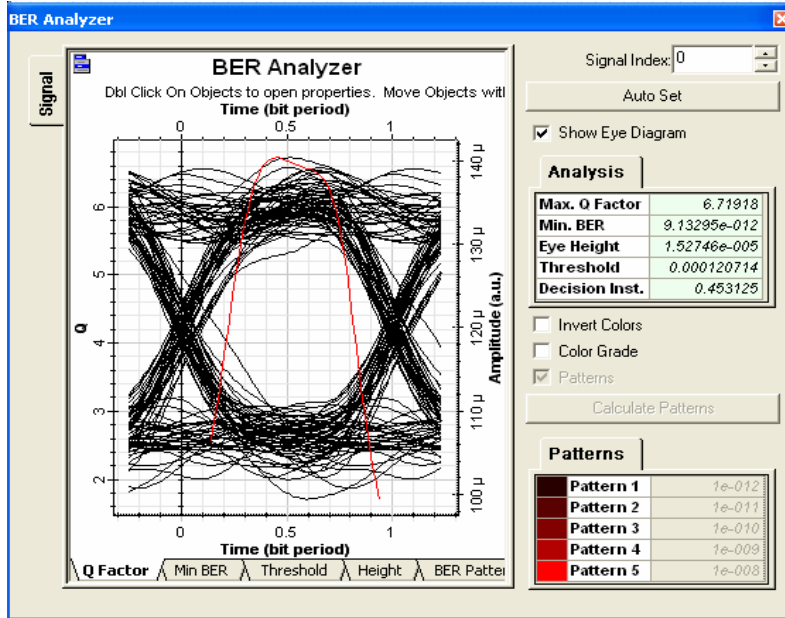 BER Analyzer
Signal
BER Analyzer
Dbl Click On Objects to open properties. Move Objects with
Time (bit period)
0 0.5 1
Q
6
5
4
3
2
140 µ
130 µ
120 µ
110 µ
100 µ
Amplitude (a.u.)
0 0.5 1
Time (bit period)
Q Factor Min BER Threshold Height BER Patter
Signal Index: 0
Auto Set
Show Eye Diagram
Analysis
Max. Q Factor 6.71918
Min. BER 9.13295e-012
Eye Height 1.52746e-005
Threshold 0.000120714
Decision Inst. 0.453125
Invert Colors
Color Grade
Patterns
Calculate Patterns
Patterns
Pattern 1 1e-012
Pattern 2 1e-011
Pattern 3 1e-010
Pattern 4 1e-009
Pattern 5 1e-008